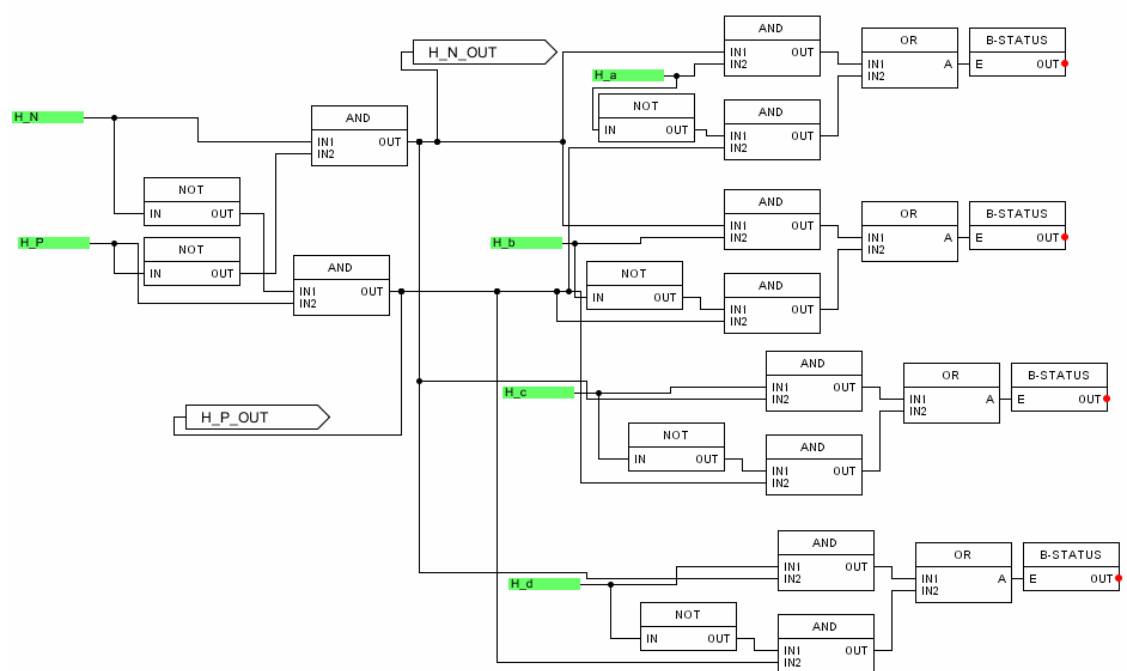 AND
OR
B-STATUS
H_N_OUT
IN1 OUT
IN2
IN1 A
IN2
E OUT
H_a
NOT
IN OUT
AND
IN1 OUT
IN2
H_N
AND
IN1 OUT
IN2
NOT
IN OUT
AND
IN1 OUT
IN2
OR
IN1 A
IN2
B-STATUS
E OUT
H_P
NOT
IN OUT
H_b
AND
IN1 OUT
IN2
NOT
IN OUT
AND
IN1 OUT
IN2
AND
IN1 OUT
IN2
OR
IN1 A
IN2
B-STATUS
E OUT
H_c
H_P_OUT
NOT
IN OUT
AND
IN1 OUT
IN2
AND
IN1 OUT
IN2
OR
IN1 A
IN2
B-STATUS
E OUT
H_d
NOT
IN OUT
AND
IN1 OUT
IN2